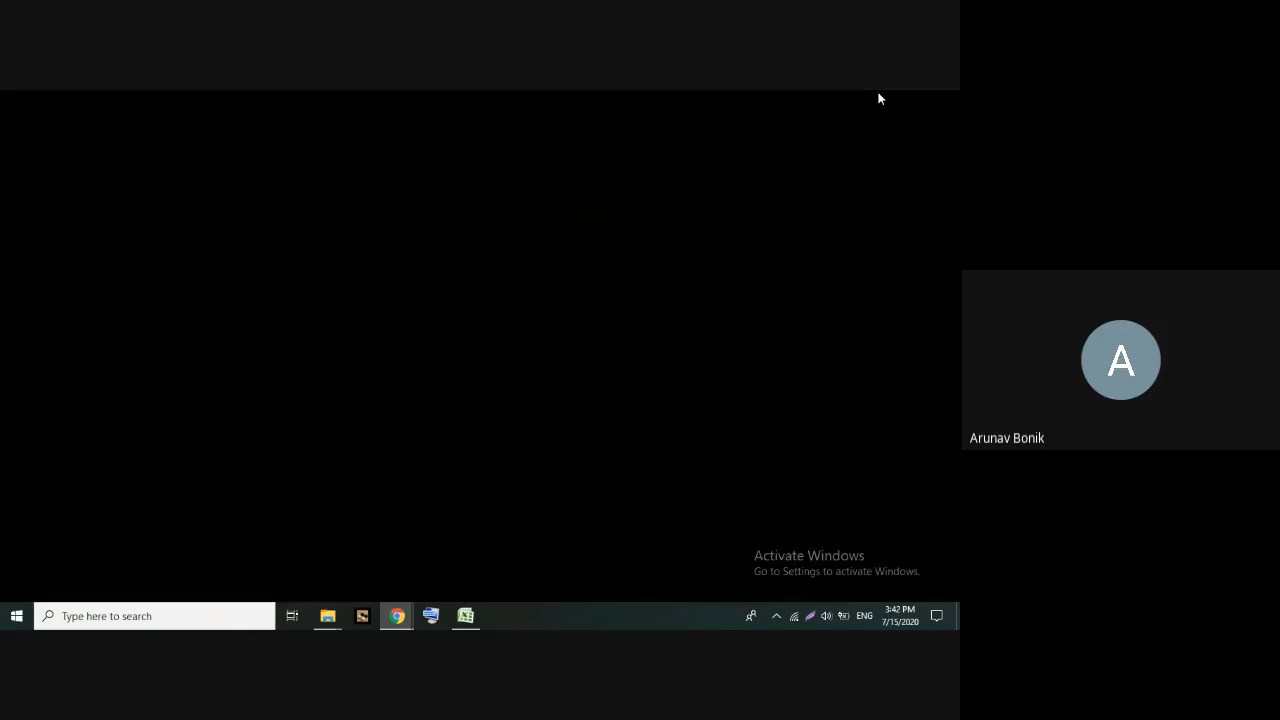 A
Arunav Bonik
Activate Windows
Go to Settings to activate Windows.
Type here to search
ENG
3:42 PM
7/15/2020